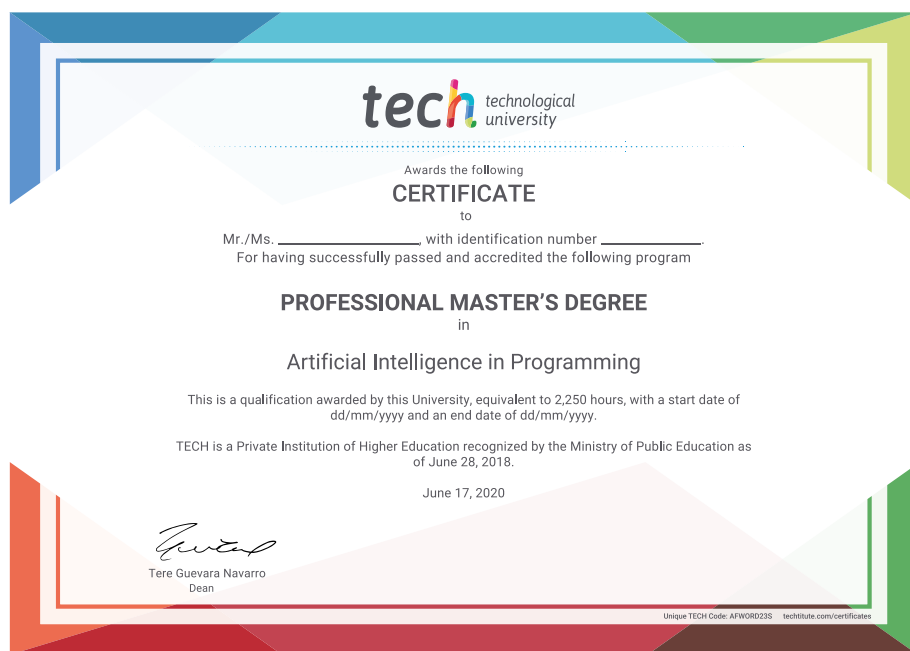 tech technological
university
Awards the following
CERTIFICATE
to
Mr./Ms. ____________________, with identification number ______________.
For having successfully passed and accredited the following program
PROFESSIONAL MASTER'S DEGREE
in
Artificial Intelligence in Programming
This is a qualification awarded by this University, equivalent to 2,250 hours, with a start date of
dd/mm/yyyy and an end date of dd/mm/yyyy.
TECH is a Private Institution of Higher Education recognized by the Ministry of Public Education as
of June 28, 2018.
June 17, 2020
Tere Guevara Navarro
Dean
Unique TECH Code: AFWORD23S techtitute.com/certificates